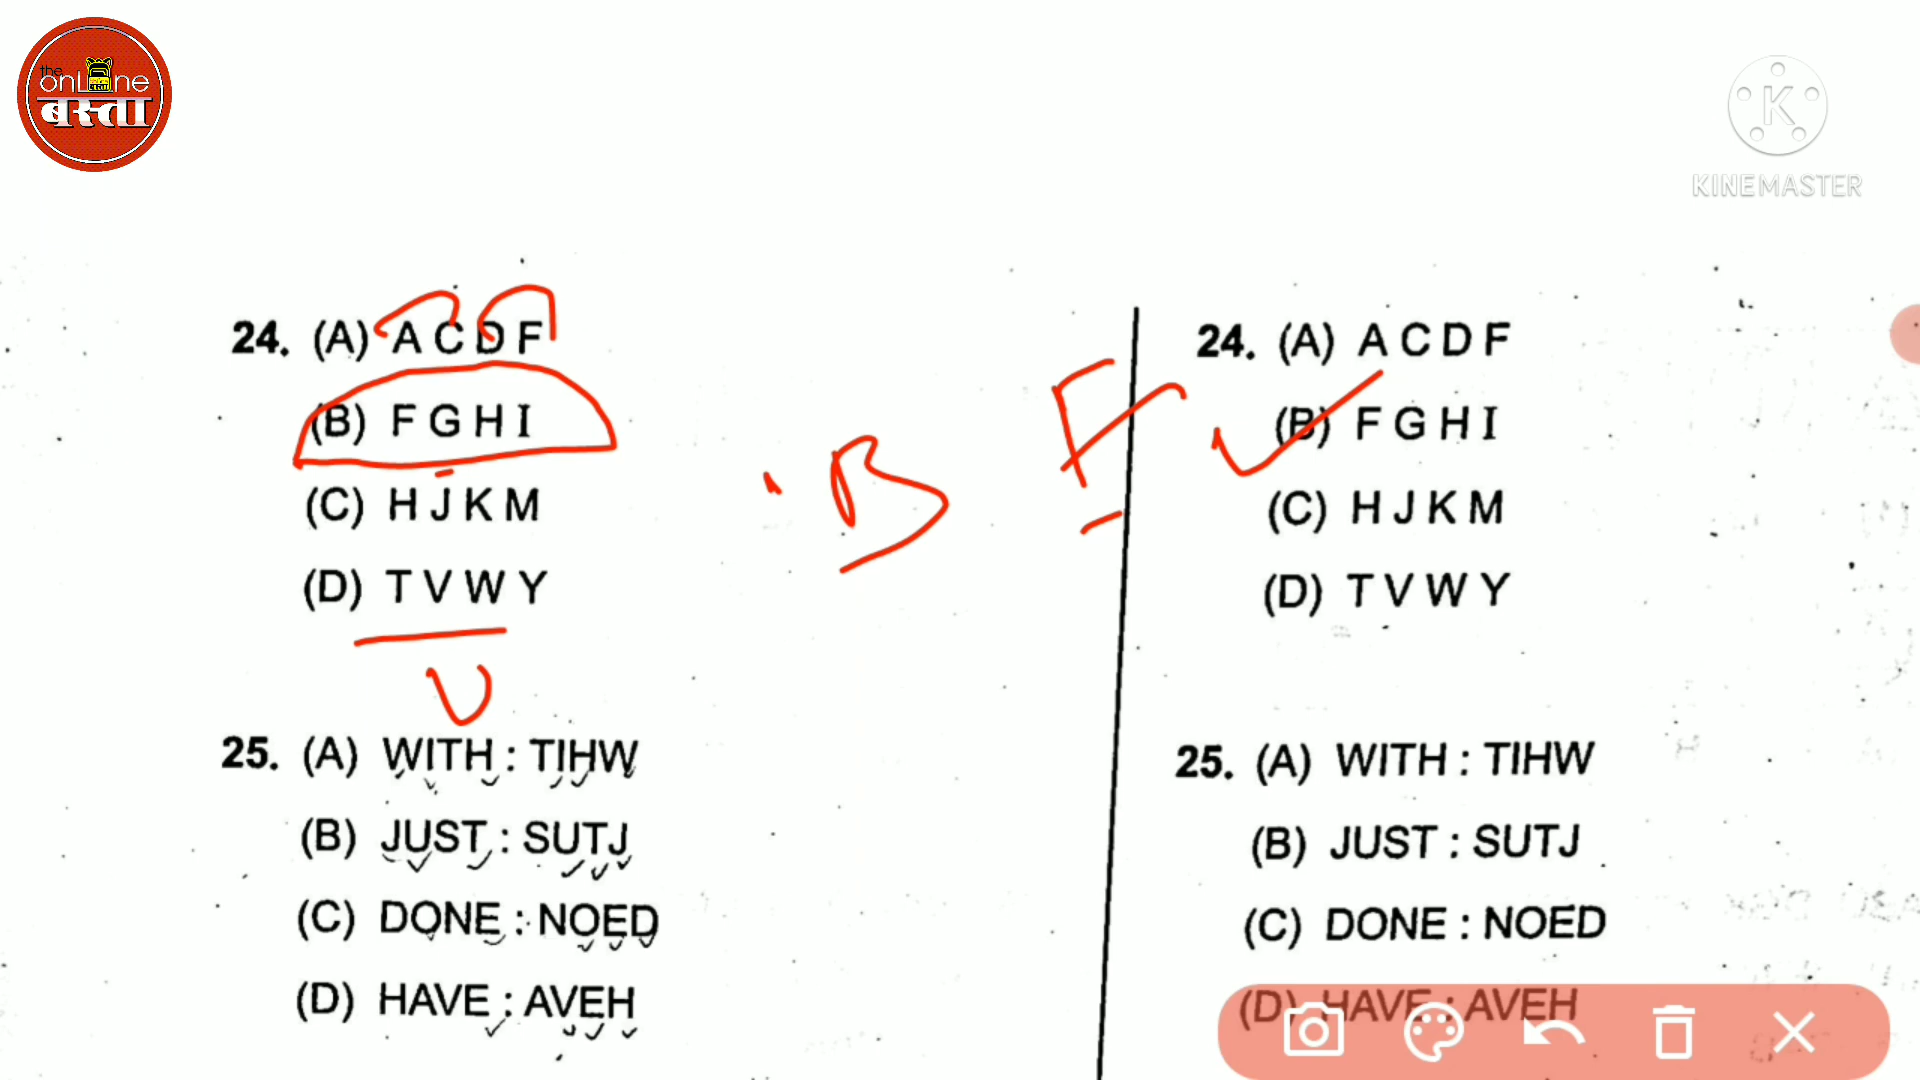 the
onLine
बस्ता
KINEMASTER
24. (A) A C D F
(B) F G H I
(C) H J K M
(D) T V W Y
25. (A) WITH : TIHW
(B) JUST : SUTJ
(C) DONE : NOED
(D) HAVE : AVEH
B F
24. (A) A C D F
(B) F G H I
(C) H J K M
(D) T V W Y
25. (A) WITH : TIHW
(B) JUST : SUTJ
(C) DONE : NOED
(D) HAVE : AVEH